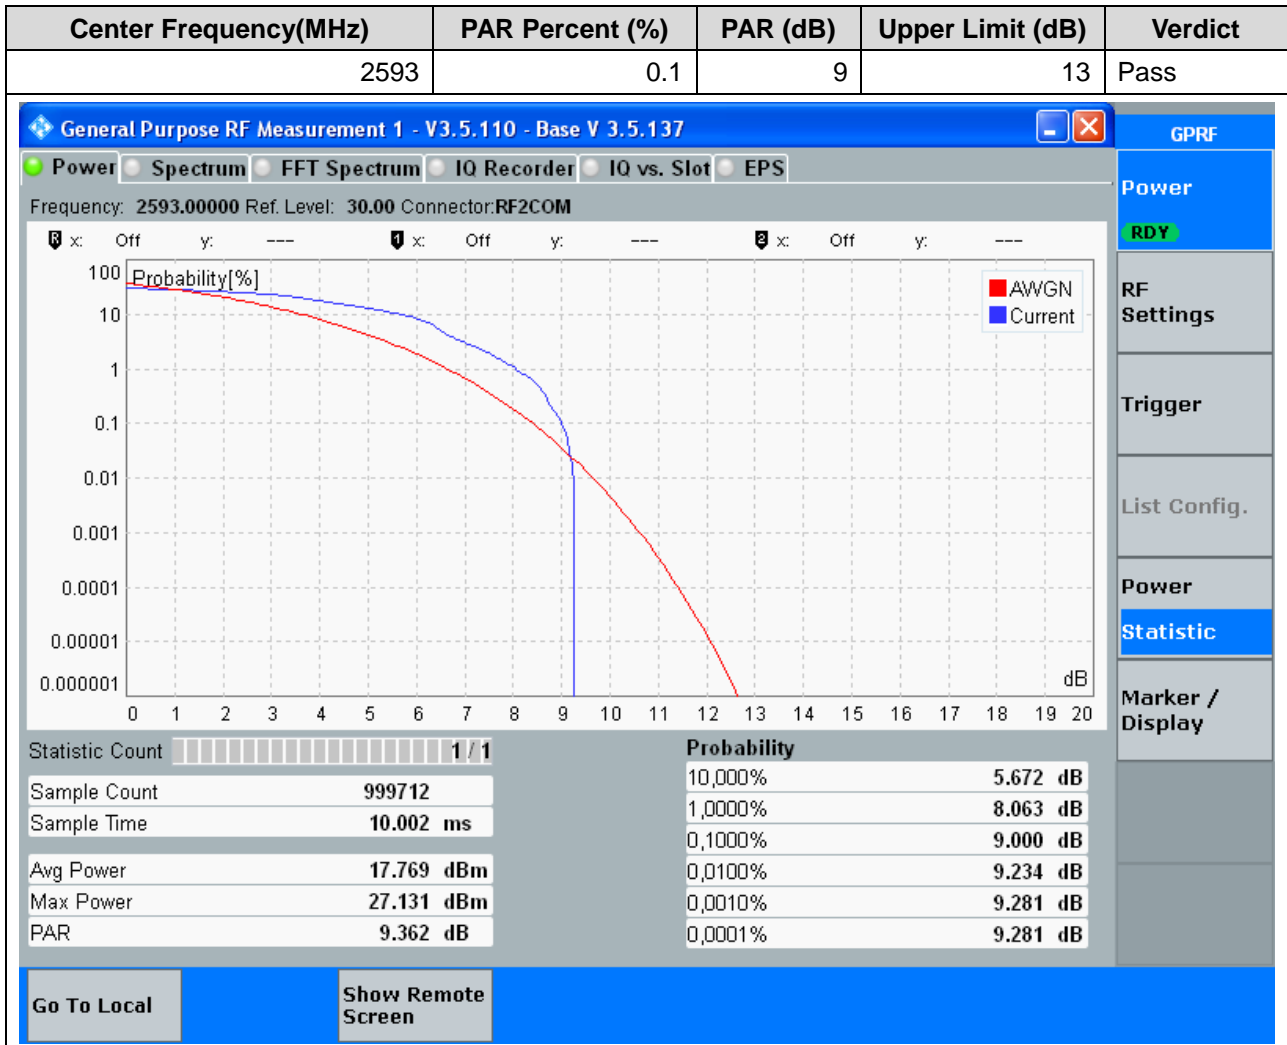 Center Frequency(MHz) PAR Percent (%) PAR (dB) Upper Limit (dB) Verdict
2593 0.1 9 13 Pass
General Purpose RF Measurement 1 - V3.5.110 - Base V 3.5.137
GPRF
Power Spectrum FFT Spectrum IQ Recorder IQ vs. Slot EPS
Power
RDY
Frequency: 2593.00000 Ref. Level: 30.00 Connector:RF2COM
R x: Off y: --- 1 x: Off y: --- 2 x: Off y: ---
Probability[%]
AWGN
Current
100
10
1
0.1
0.01
0.001
0.0001
0.00001
0.000001
dB
0 1 2 3 4 5 6 7 8 9 10 11 12 13 14 15 16 17 18 19 20
RF
Settings
Trigger
List Config.
Power
Statistic
Marker /
Display
Statistic Count 1 / 1
Sample Count 999712
Sample Time 10.002 ms
Avg Power 17.769 dBm
Max Power 27.131 dBm
PAR 9.362 dB
Probability
10,000% 5.672 dB
1,0000% 8.063 dB
0,1000% 9.000 dB
0,0100% 9.234 dB
0,0010% 9.281 dB
0,0001% 9.281 dB
Go To Local
Show Remote
Screen